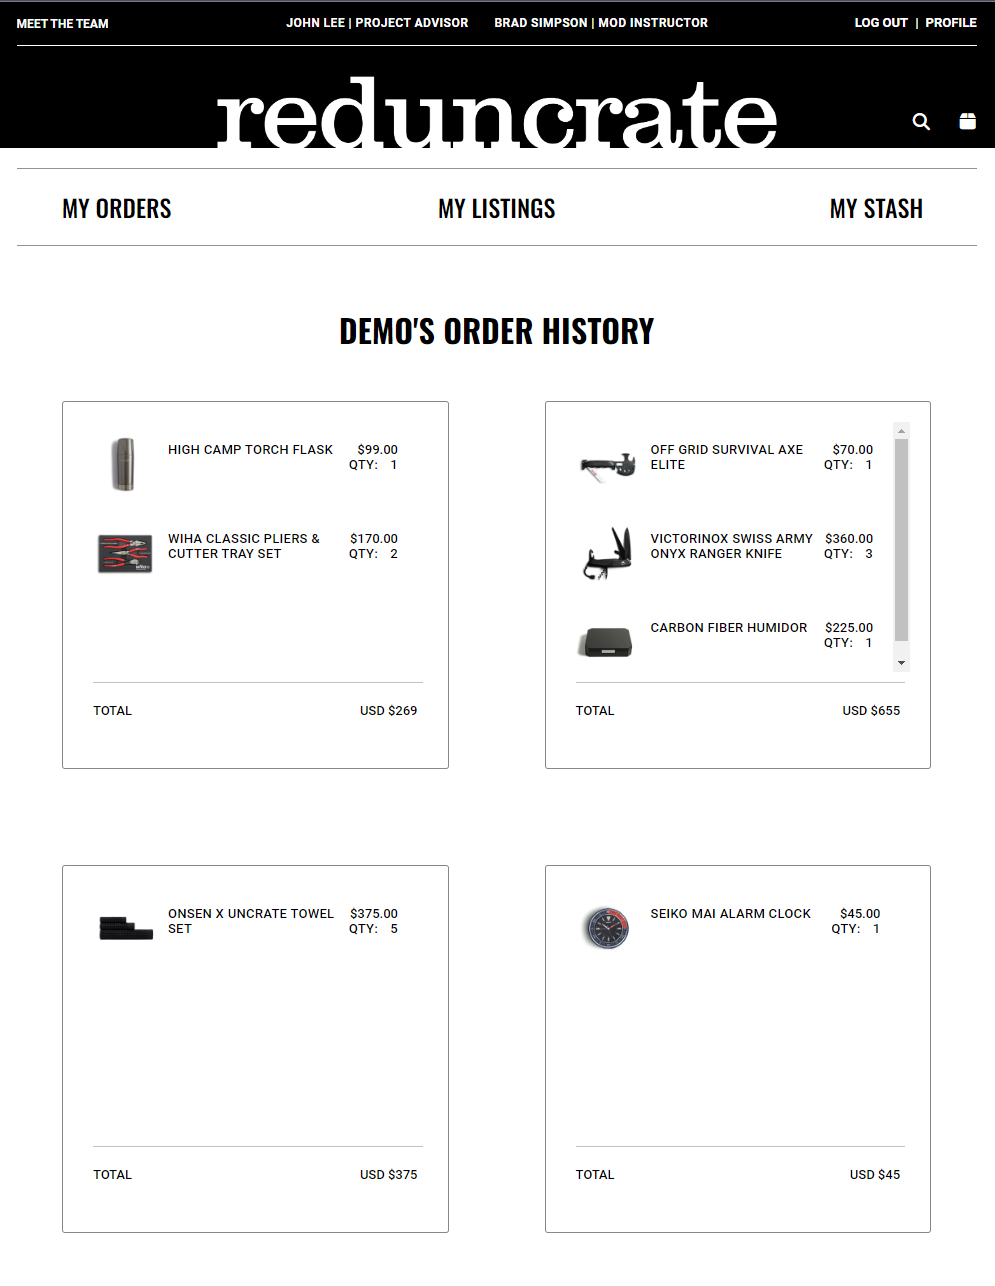 MEET THE TEAM
JOHN LEE | PROJECT ADVISOR
BRAD SIMPSON | MOD INSTRUCTOR
LOG OUT | PROFILE
reduncrate
MY ORDERS
MY LISTINGS
MY STASH
DEMO'S ORDER HISTORY
HIGH CAMP TORCH FLASK $99.00
QTY: 1
WIHA CLASSIC PLIERS & $170.00
CUTTER TRAY SET QTY: 2
TOTAL USD $269
OFF GRID SURVIVAL AXE $70.00
ELITE QTY: 1
VICTORINOX SWISS ARMY $360.00
ONYX RANGER KNIFE QTY: 3
CARBON FIBER HUMIDOR $225.00
QTY: 1
TOTAL USD $655
ONSEN X UNCRATE TOWEL $375.00
SET QTY: 5
TOTAL USD $375
SEIKO MAI ALARM CLOCK $45.00
QTY: 1
TOTAL USD $45